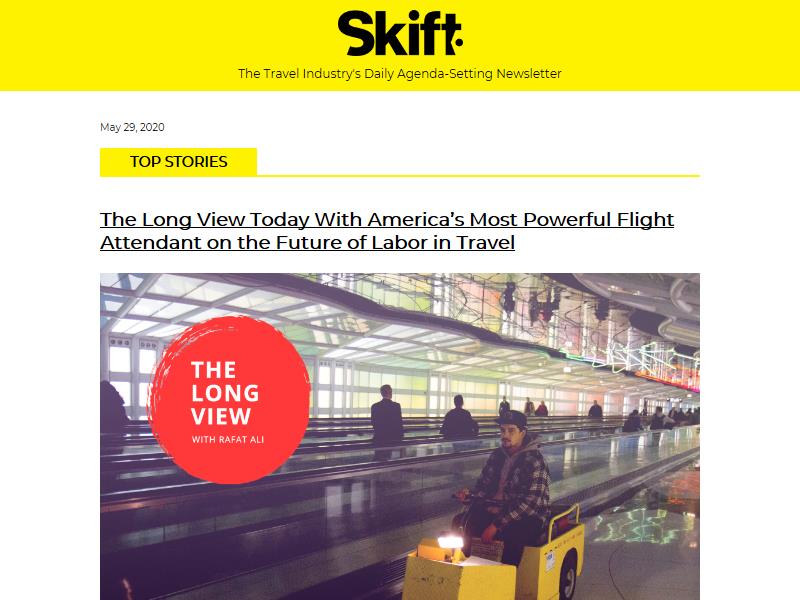 Skift
The Travel Industry's Daily Agenda-Setting Newsletter
May 29, 2020
TOP STORIES
The Long View Today With America’s Most Powerful Flight
Attendant on the Future of Labor in Travel
THE
LONG
VIEW
WITH RAFAT ALI